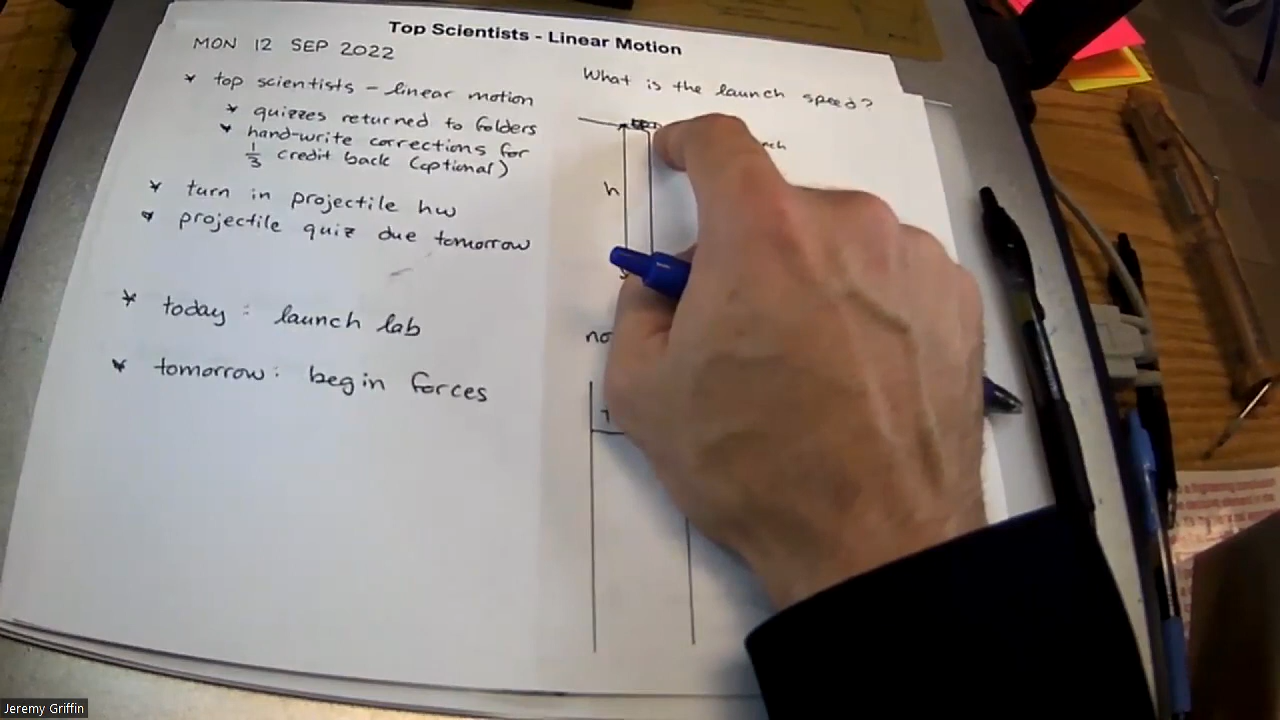 Top Scientists - Linear Motion
MON 12 SEP 2022
* top scientists - linear motion
* quizzes returned to folders
* hand-write corrections for
1/3 credit back (optional)
* turn in projectile hw
* projectile quiz due tomorrow
* today : launch lab
* tomorrow : begin forces
What is the launch speed?
h
no
Jeremy Griffin